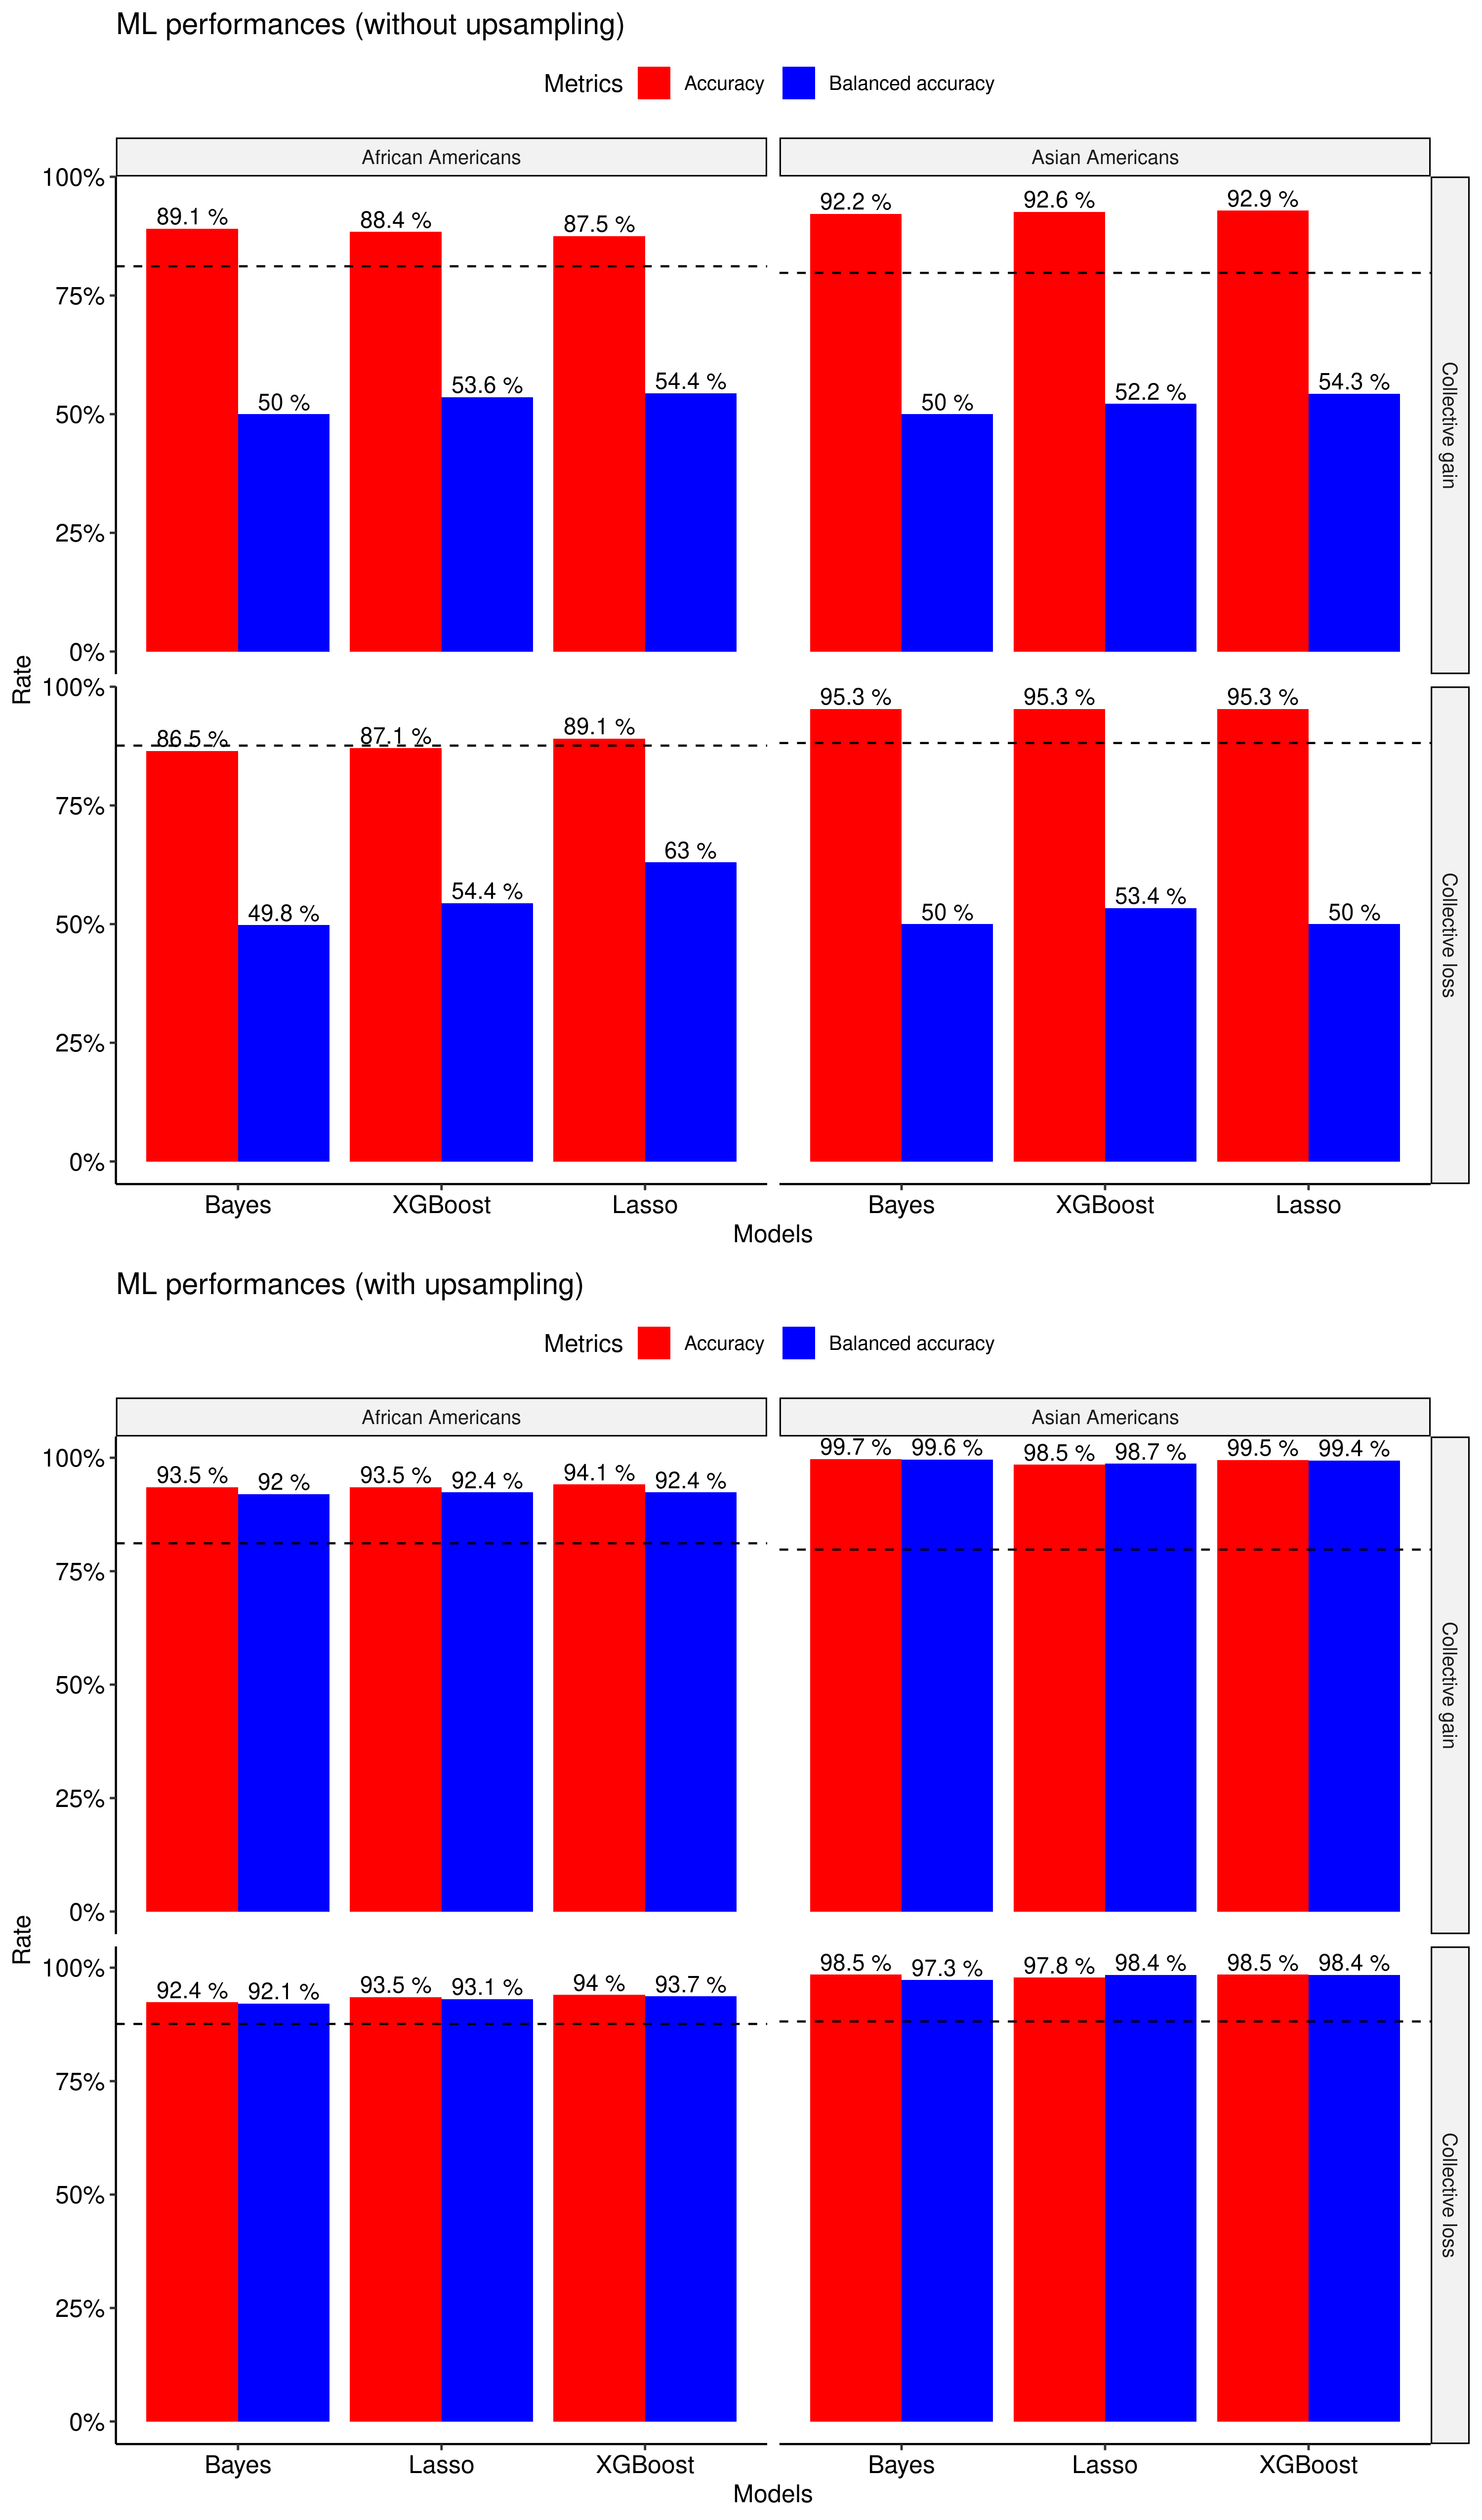 ML performances (without upsampling)
Metrics Accuracy Balanced accuracy
African Americans Asian Americans
100%
75%
50%
25%
0%
89.1 % 50 % 88.4 % 53.6 % 87.5 % 54.4 %
92.2 % 50 % 92.6 % 52.2 % 92.9 % 54.3 %
Collective gain
Rate
100%
75%
50%
25%
0%
86.5 % 49.8 % 87.1 % 54.4 % 89.1 % 63 %
95.3 % 50 % 95.3 % 53.4 % 95.3 % 50 %
Collective loss
Bayes XGBoost Lasso Bayes XGBoost Lasso
Models
ML performances (with upsampling)
Metrics Accuracy Balanced accuracy
African Americans Asian Americans
100%
75%
50%
25%
0%
93.5 % 92 % 93.5 % 92.4 % 94.1 % 92.4 %
99.7 % 99.6 % 98.5 % 98.7 % 99.5 % 99.4 %
Collective gain
Rate
100%
75%
50%
25%
0%
92.4 % 92.1 % 93.5 % 93.1 % 94 % 93.7 %
98.5 % 97.3 % 97.8 % 98.4 % 98.5 % 98.4 %
Collective loss
Bayes Lasso XGBoost Bayes Lasso XGBoost
Models